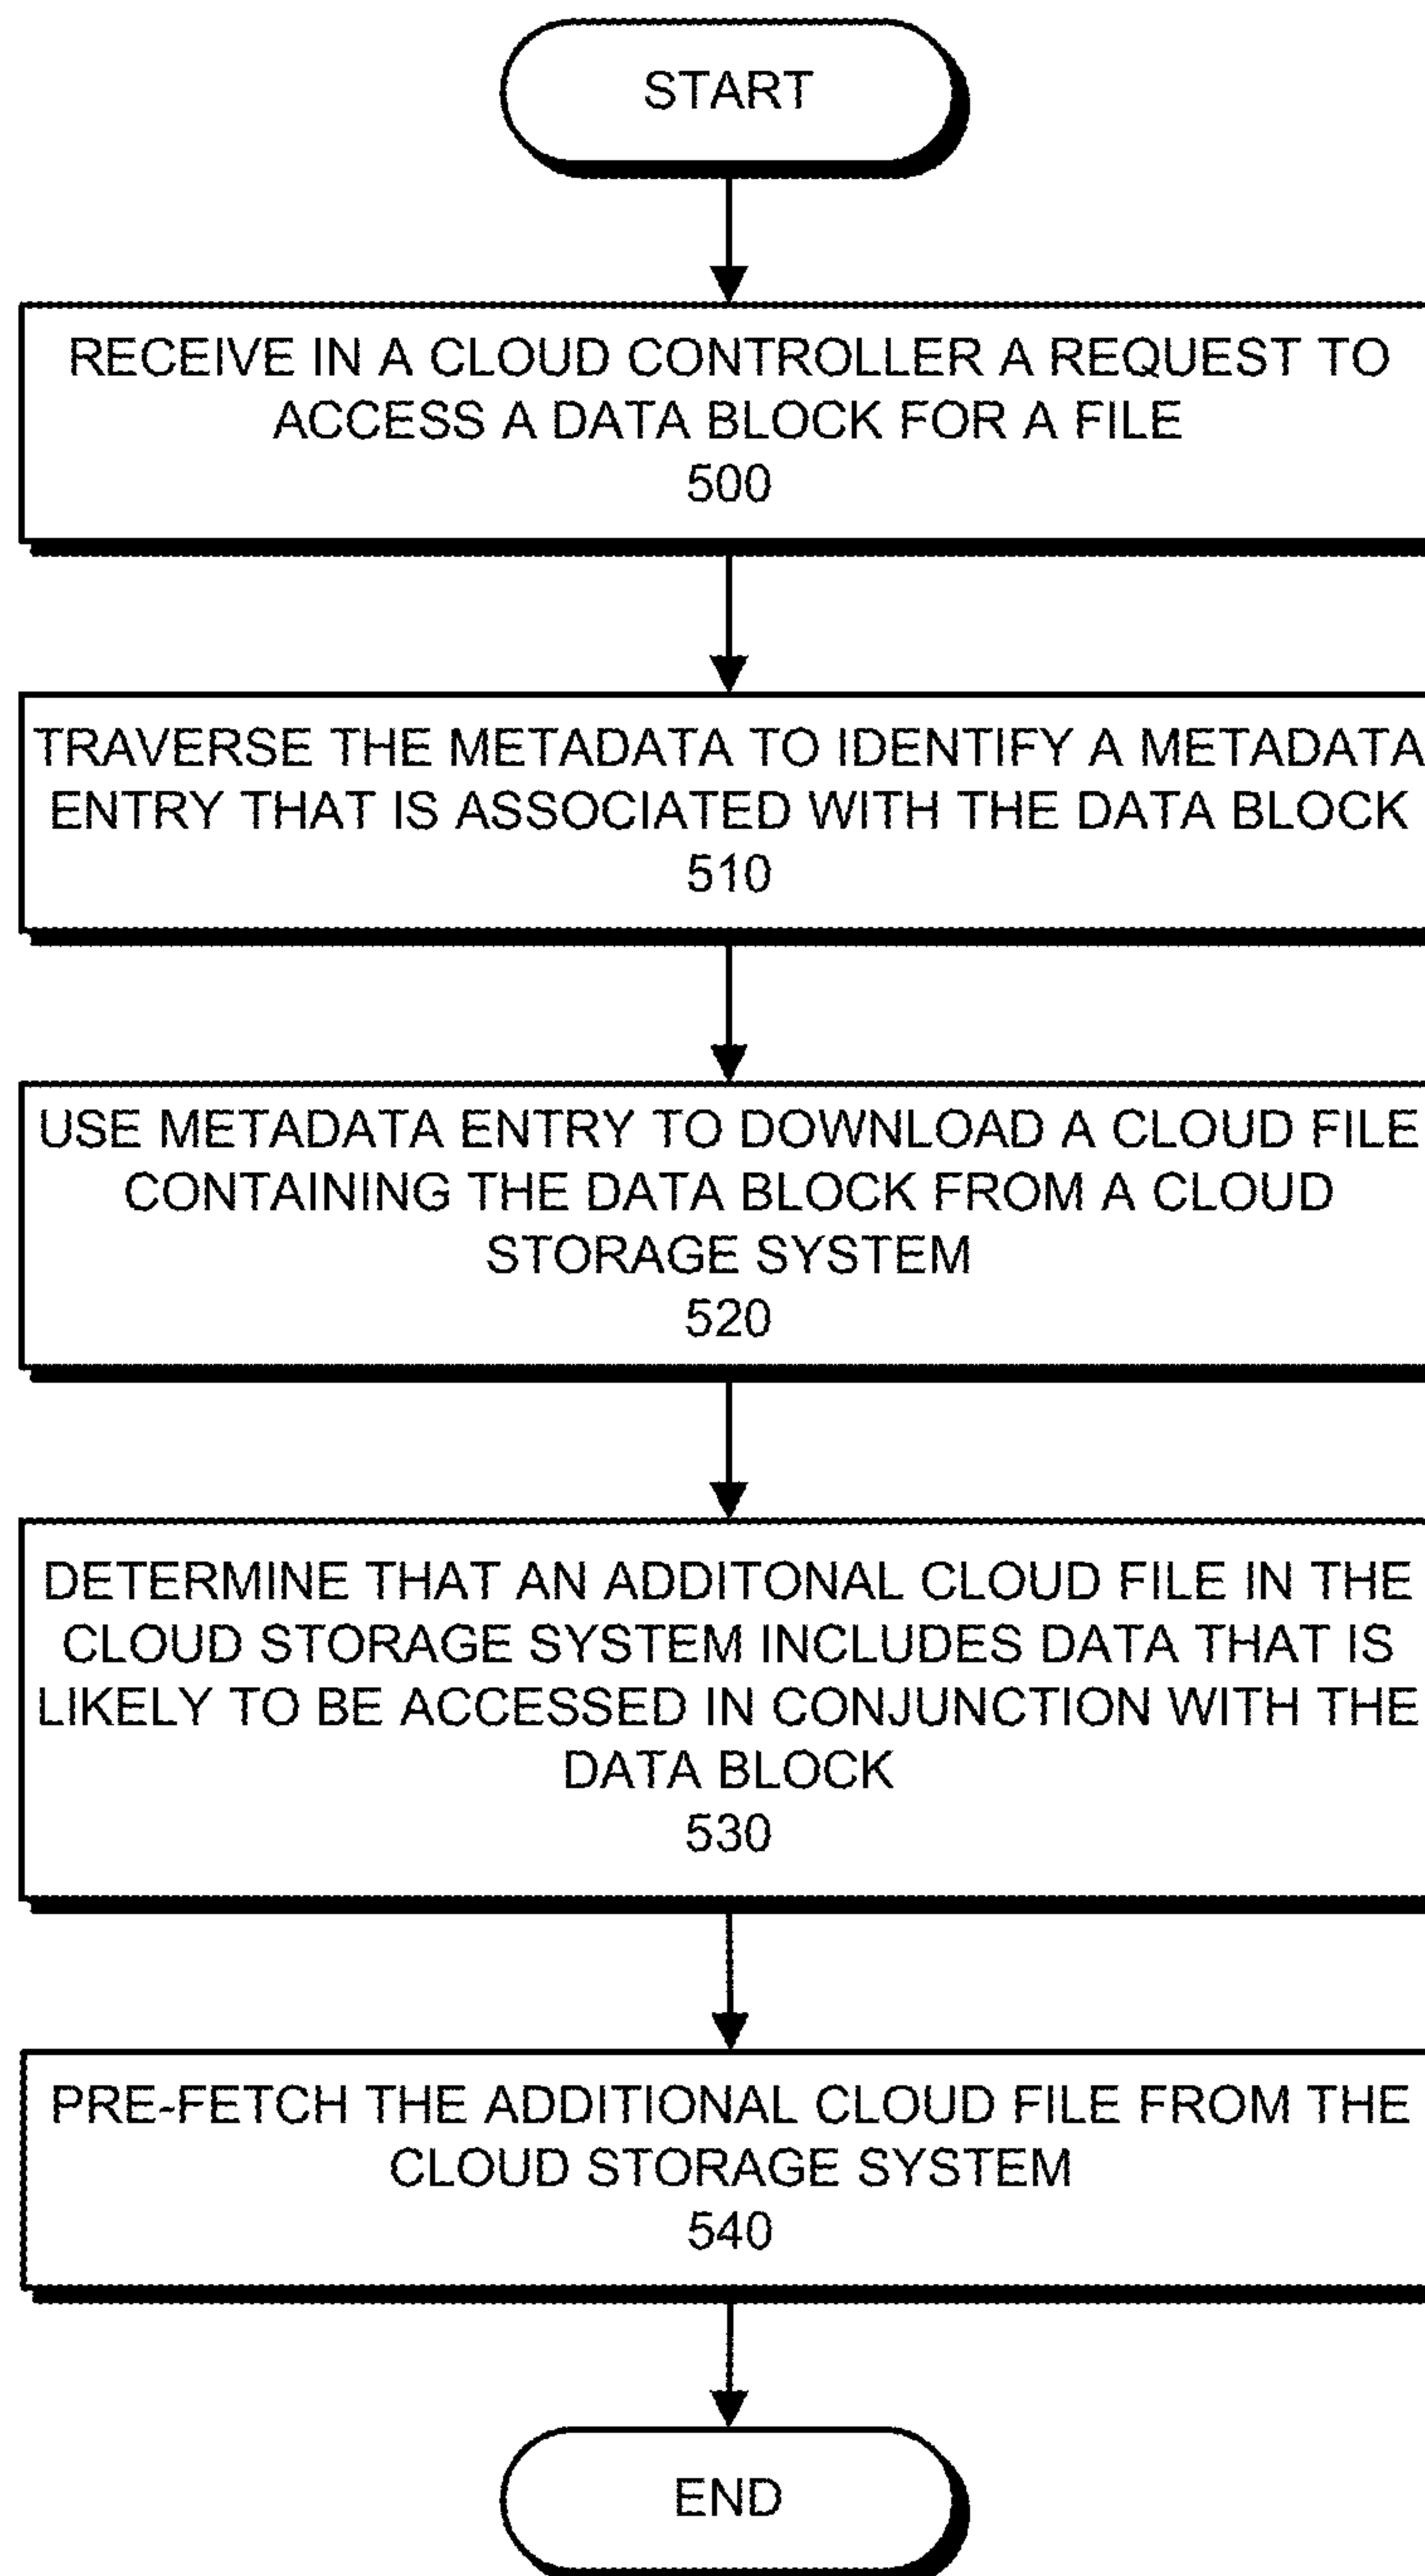 START
RECEIVE IN A CLOUD CONTROLLER A REQUEST TO
ACCESS A DATA BLOCK FOR A FILE
500
TRAVERSE THE METADATA TO IDENTIFY A METADATA
ENTRY THAT IS ASSOCIATED WITH THE DATA BLOCK
510
USE METADATA ENTRY TO DOWNLOAD A CLOUD FILE
CONTAINING THE DATA BLOCK FROM A CLOUD
STORAGE SYSTEM
520
DETERMINE THAT AN ADDITONAL CLOUD FILE IN THE
CLOUD STORAGE SYSTEM INCLUDES DATA THAT IS
LIKELY TO BE ACCESSED IN CONJUNCTION WITH THE
DATA BLOCK
530
PRE-FETCH THE ADDITIONAL CLOUD FILE FROM THE
CLOUD STORAGE SYSTEM
540
END